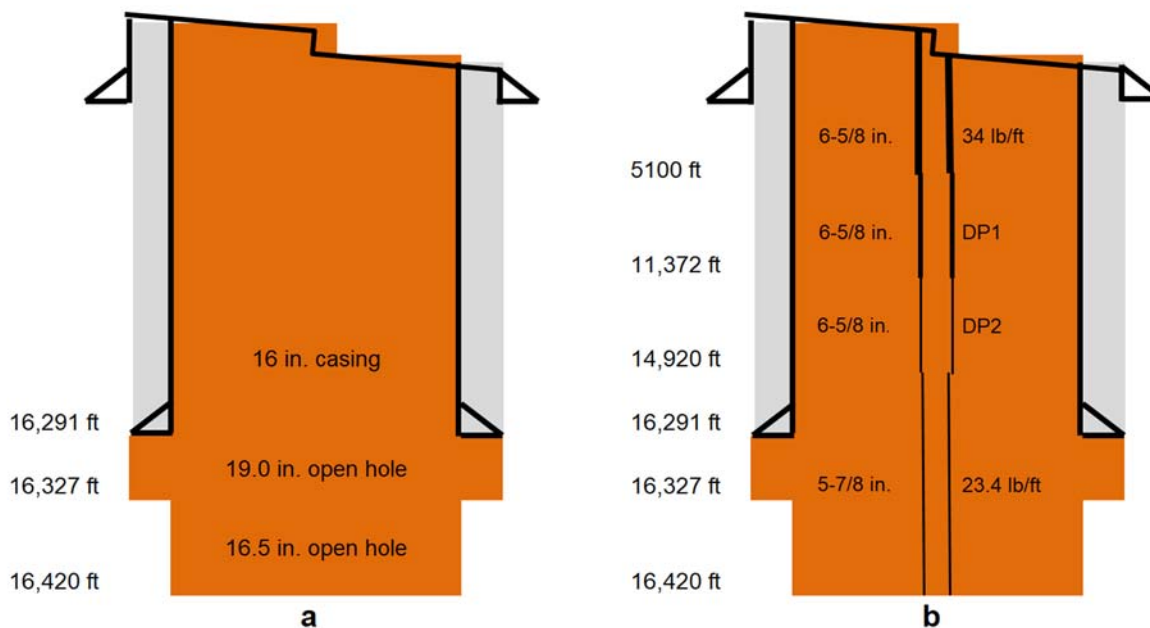 16 in. casing
16,291 ft
19.0 in. open hole
16,327 ft
16.5 in. open hole
16,420 ft
a
6-5/8 in. 34 lb/ft
5100 ft
6-5/8 in. DP1
11,372 ft
6-5/8 in. DP2
14,920 ft
16,291 ft
16,327 ft 5-7/8 in. 23.4 lb/ft
16,420 ft
b